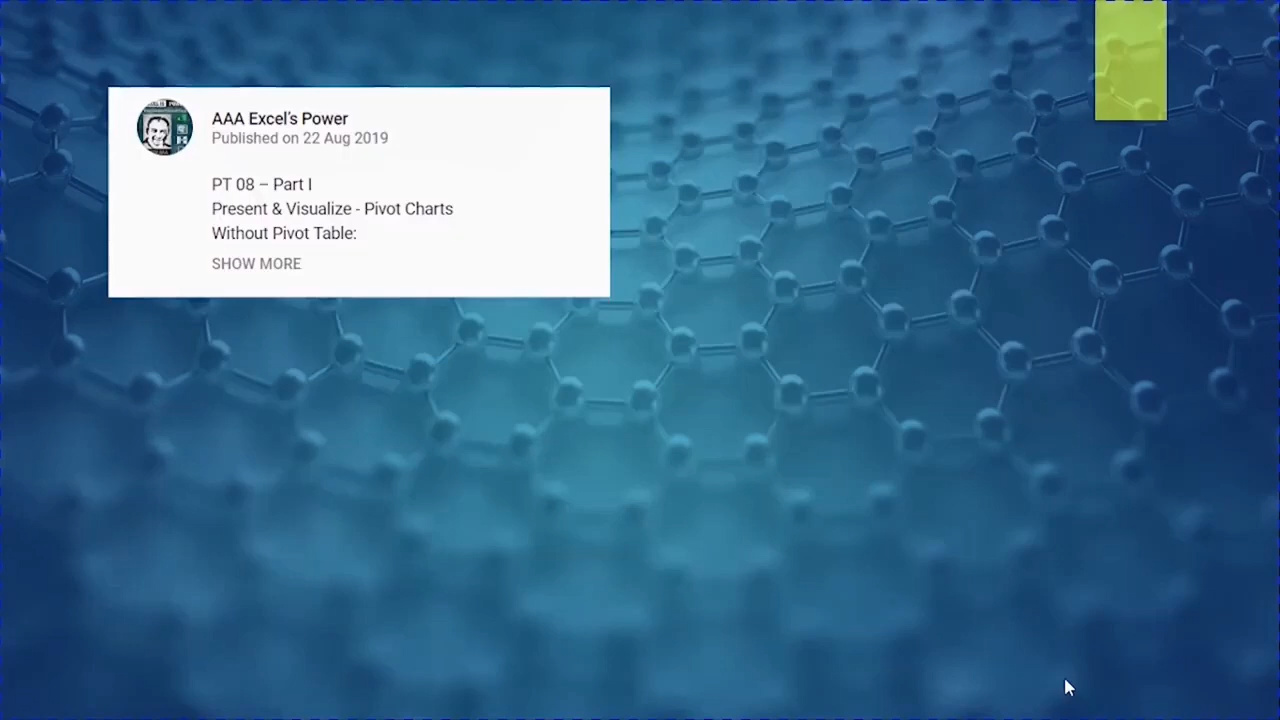 AAA Excel's Power
Published on 22 Aug 2019
PT 08 – Part I
Present & Visualize - Pivot Charts
Without Pivot Table:
SHOW MORE